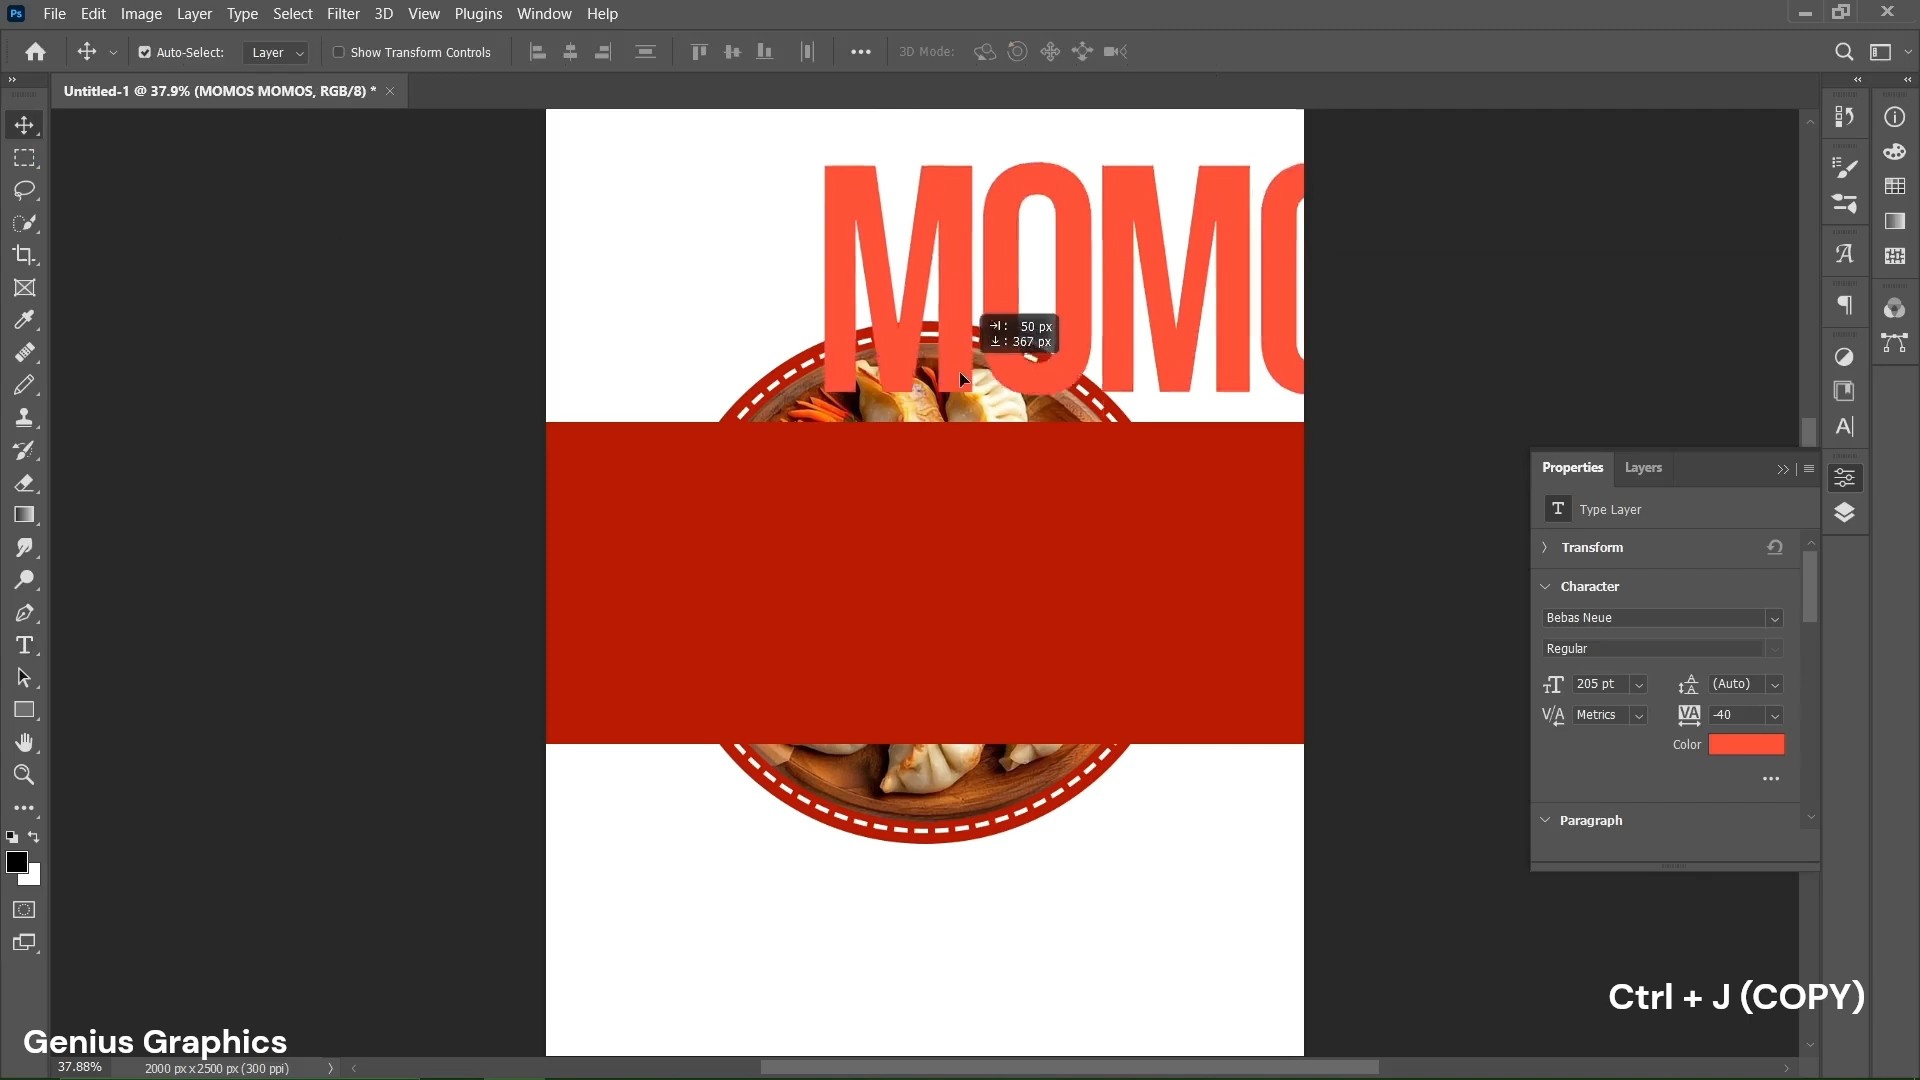 Ps File Edit Image Layer Type Select Filter 3D View Plugins Window Help
Auto-Select: Layer Show Transform Controls 3D Mode:
Untitled-1 @ 37.9% (MOMOS MOMOS, RGB/8) *
MOMO
: 50 px
: 367 px
Properties Layers
T Type Layer
Transform
Character
Bebas Neue
Regular
205 pt (Auto)
Metrics -40
Color
Paragraph
Ctrl + J (COPY)
Genius Graphics
37.88% 2000 px x 2500 px (300 ppi)